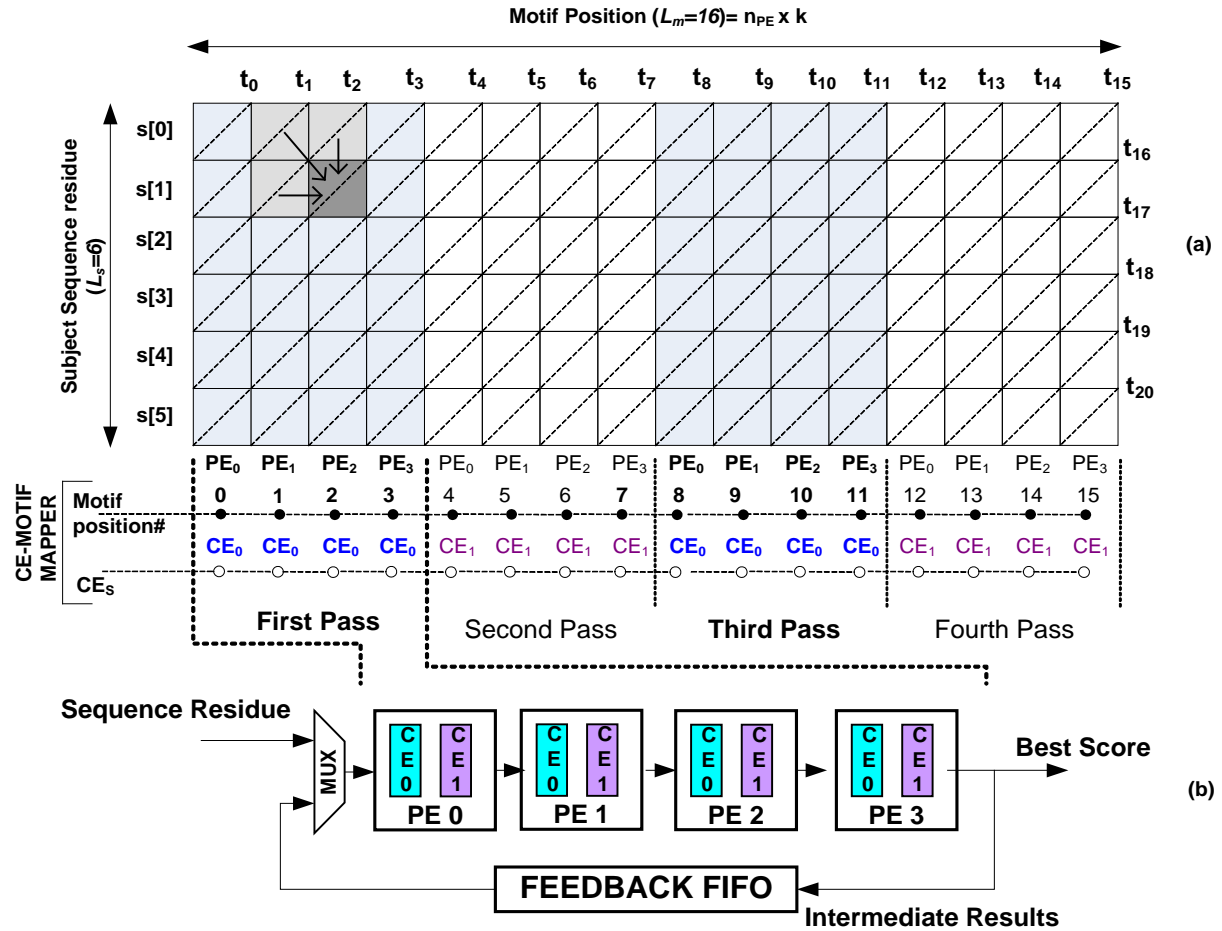 Motif Position (Lm=16)= nPE x k
t0 t1 t2 t3 t4 t5 t6 t7 t8 t9 t10 t11 t12 t13 t14 t15
Subject Sequence residue
(Ls=6)
s[0]
s[1]
s[2]
s[3]
s[4]
s[5]
t16
t17
t18
t19
t20
(a)
PE0 PE1 PE2 PE3 PE0 PE1 PE2 PE3 PE0 PE1 PE2 PE3 PE0 PE1 PE2 PE3
CE-MOTIF
MAPPER
Motif
position#
0 1 2 3 4 5 6 7 8 9 10 11 12 13 14 15
CE0 CE0 CE0 CE0 CE1 CE1 CE1 CE1 CE0 CE0 CE0 CE0 CE1 CE1 CE1 CE1
CES
First Pass Second Pass Third Pass Fourth Pass
Sequence Residue
MUX
CE0 CE1
PE 0
CE0 CE1
PE 1
CE0 CE1
PE 2
CE0 CE1
PE 3
Best Score
(b)
FEEDBACK FIFO
Intermediate Results